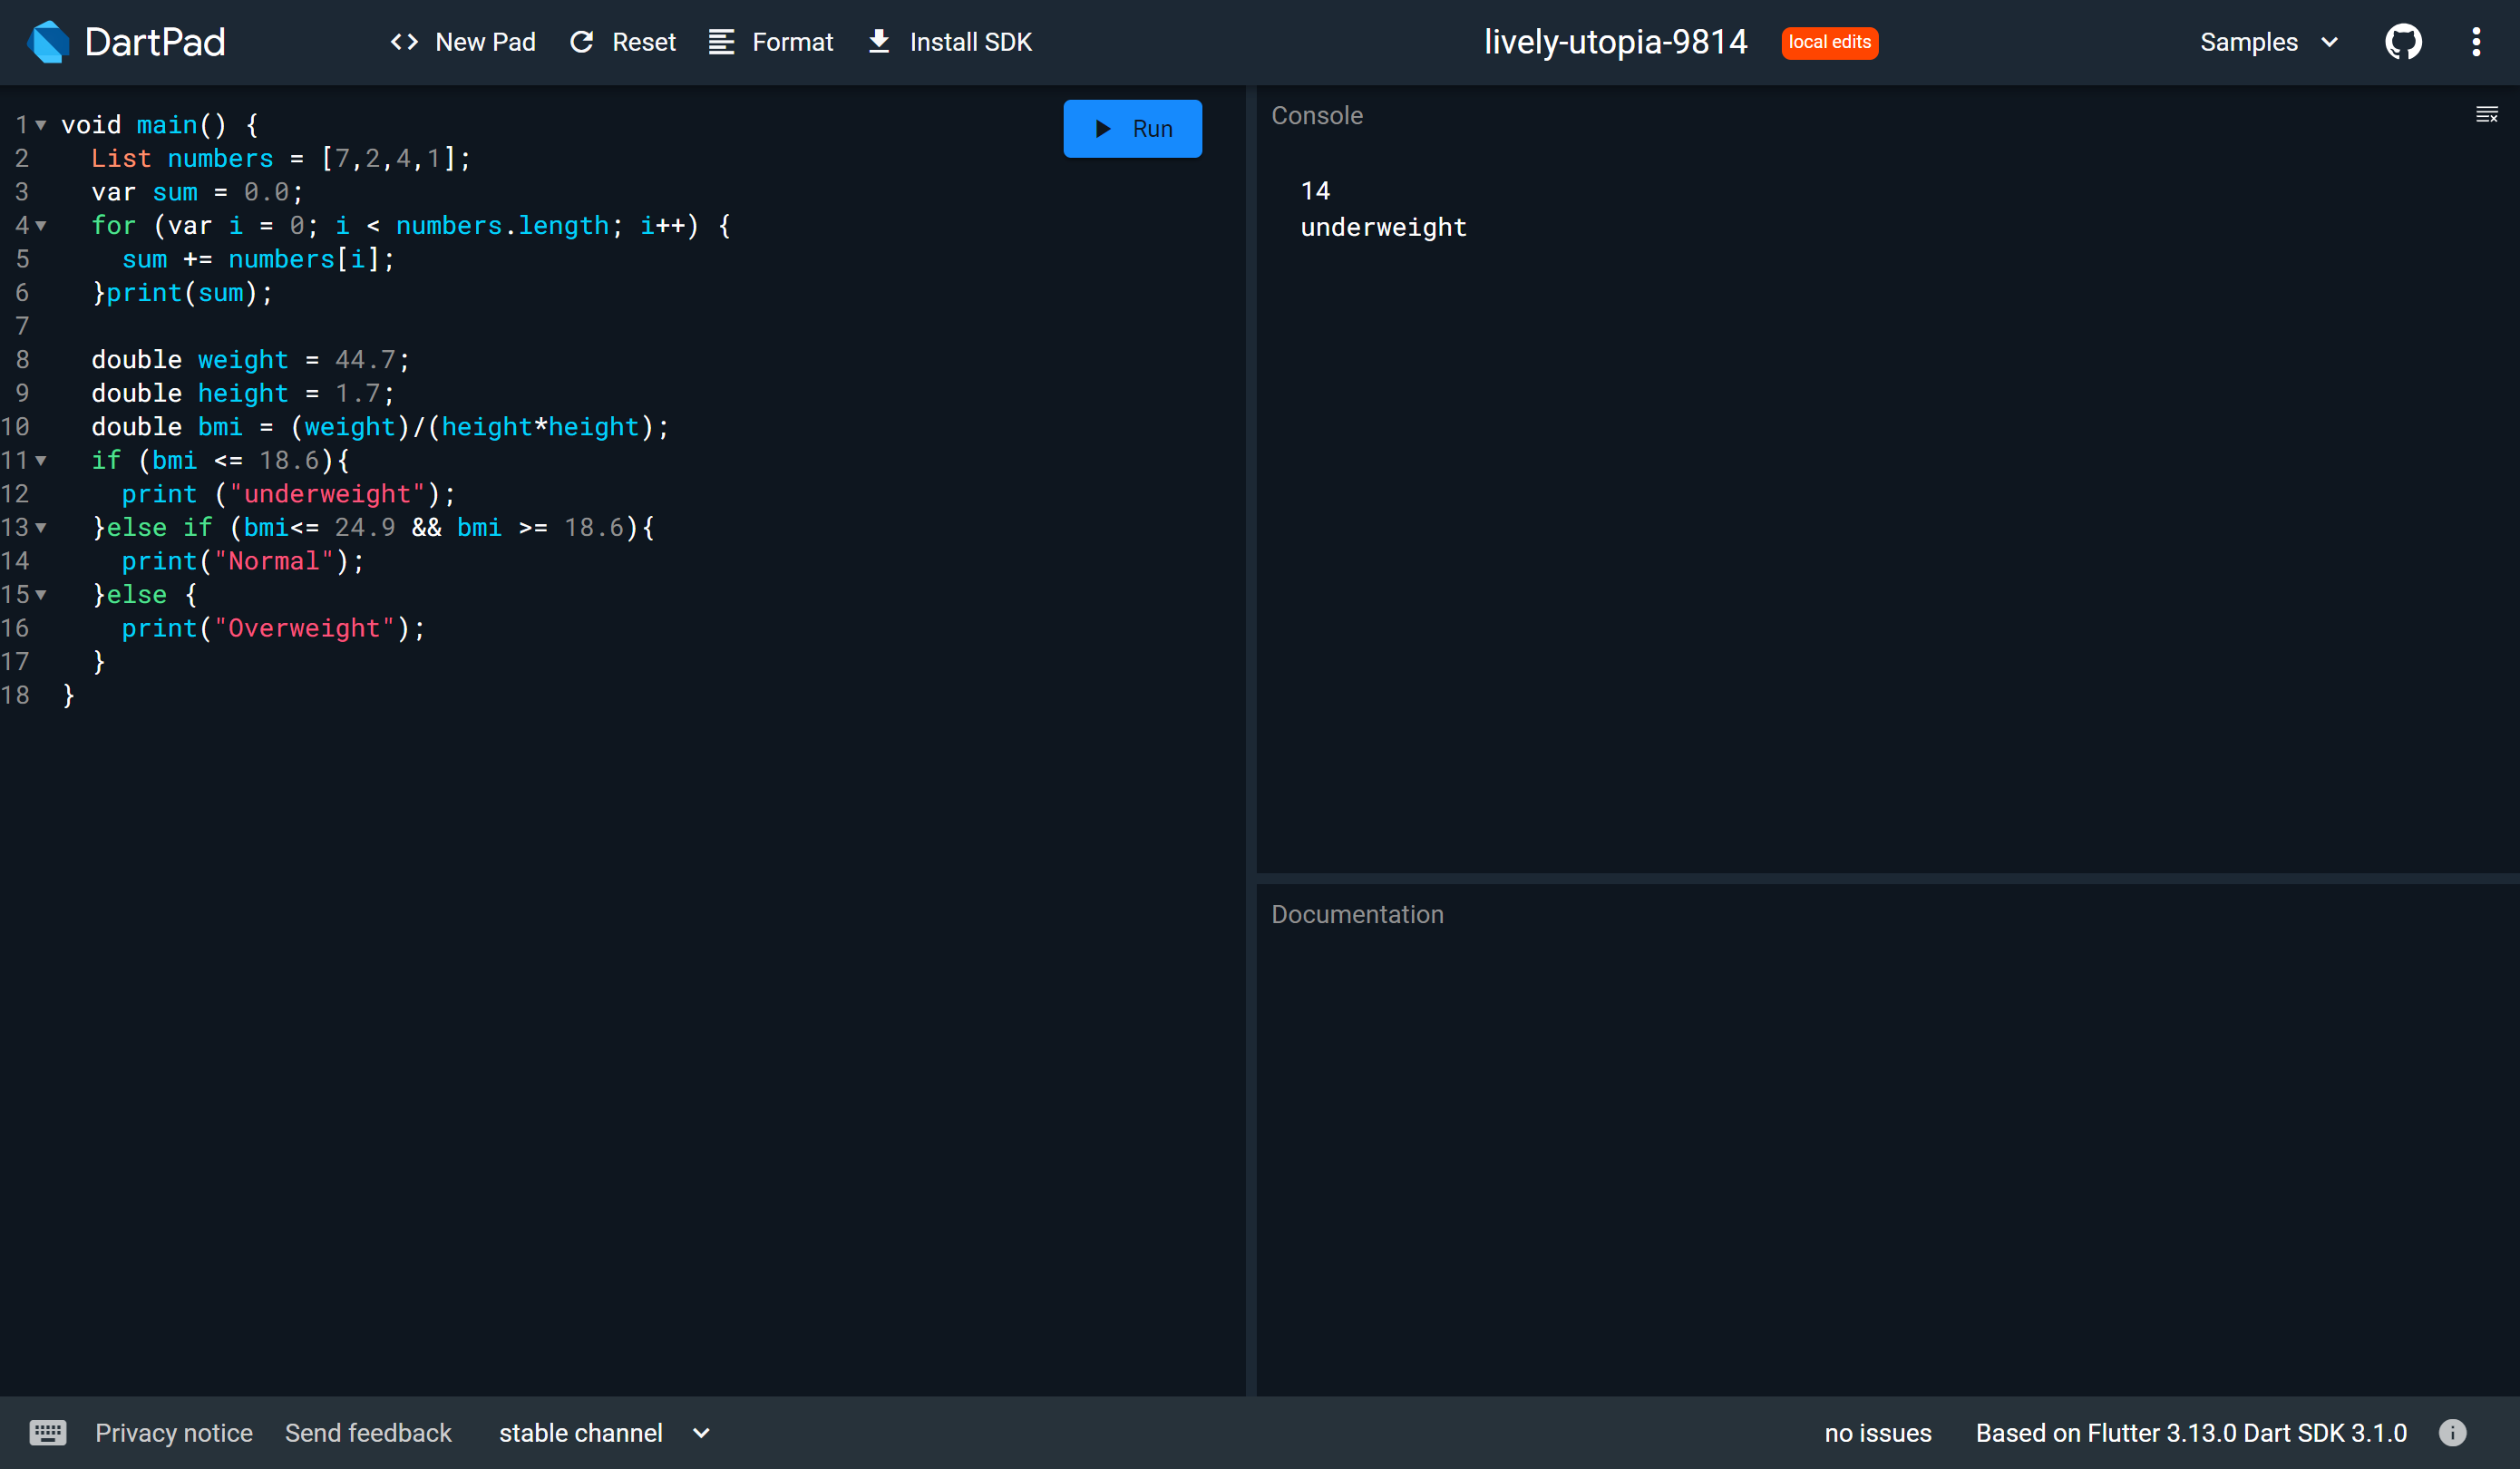 DartPad
New Pad Reset Format Install SDK lively-utopia-9814 local edits Samples
Run
1 void main() {
2   List numbers = [7,2,4,1];
3   var sum = 0.0;
4   for (var i = 0; i < numbers.length; i++) {
5     sum += numbers[i];
6   }print(sum);
7
8   double weight = 44.7;
9   double height = 1.7;
10   double bmi = (weight)/(height*height);
11   if (bmi <= 18.6){
12     print ("underweight");
13   }else if (bmi<= 24.9 && bmi >= 18.6){
14     print("Normal");
15   }else {
16     print("Overweight");
17   }
18 }
Console
14
underweight
Documentation
Privacy notice Send feedback stable channel no issues Based on Flutter 3.13.0 Dart SDK 3.1.0